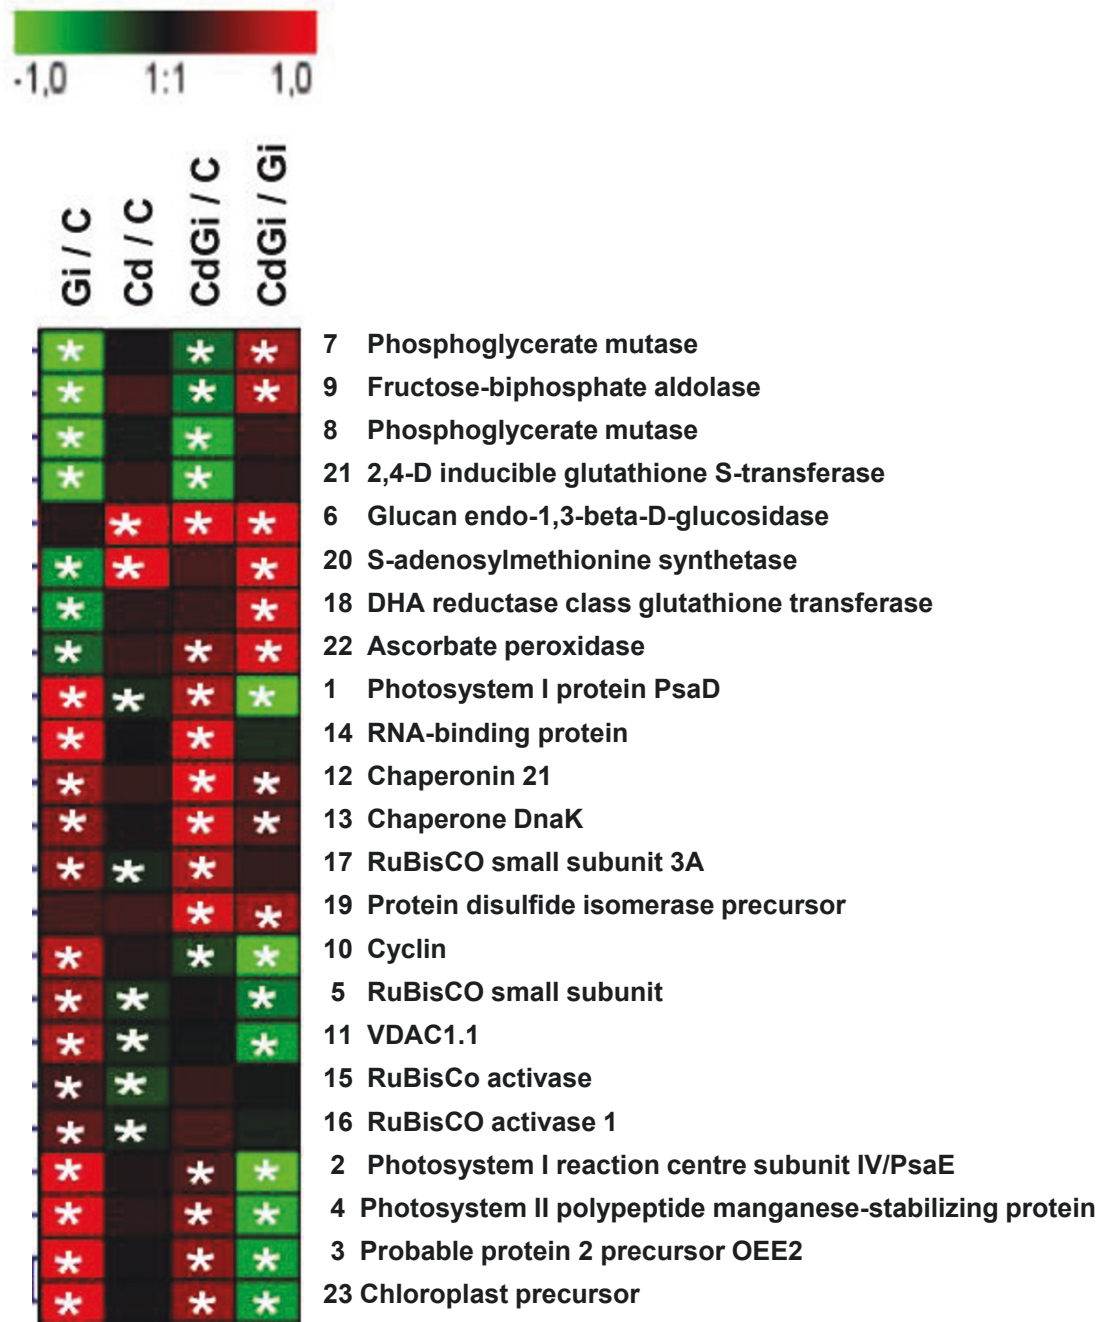 -1,0 1:1 1,0
Gi / C
Cd / C
CdGi / C
CdGi / Gi
* * * 7 Phosphoglycerate mutase
* * * 9 Fructose-biphosphate aldolase
* * 8 Phosphoglycerate mutase
* * 21 2,4-D inducible glutathione S-transferase
* * * 6 Glucan endo-1,3-beta-D-glucosidase
* * * 20 S-adenosylmethionine synthetase
* * 18 DHA reductase class glutathione transferase
* * * 22 Ascorbate peroxidase
* * * * 1 Photosystem I protein PsaD
* * 14 RNA-binding protein
* * * 12 Chaperonin 21
* * * 13 Chaperone DnaK
* * * 17 RuBisCO small subunit 3A
* * 19 Protein disulfide isomerase precursor
* * * 10 Cyclin
* * * 5 RuBisCO small subunit
* * * 11 VDAC1.1
* * 15 RuBisCo activase
* * 16 RuBisCO activase 1
* * * 2 Photosystem I reaction centre subunit IV/PsaE
* * * 4 Photosystem II polypeptide manganese-stabilizing protein
* * * 3 Probable protein 2 precursor OEE2
* * * 23 Chloroplast precursor